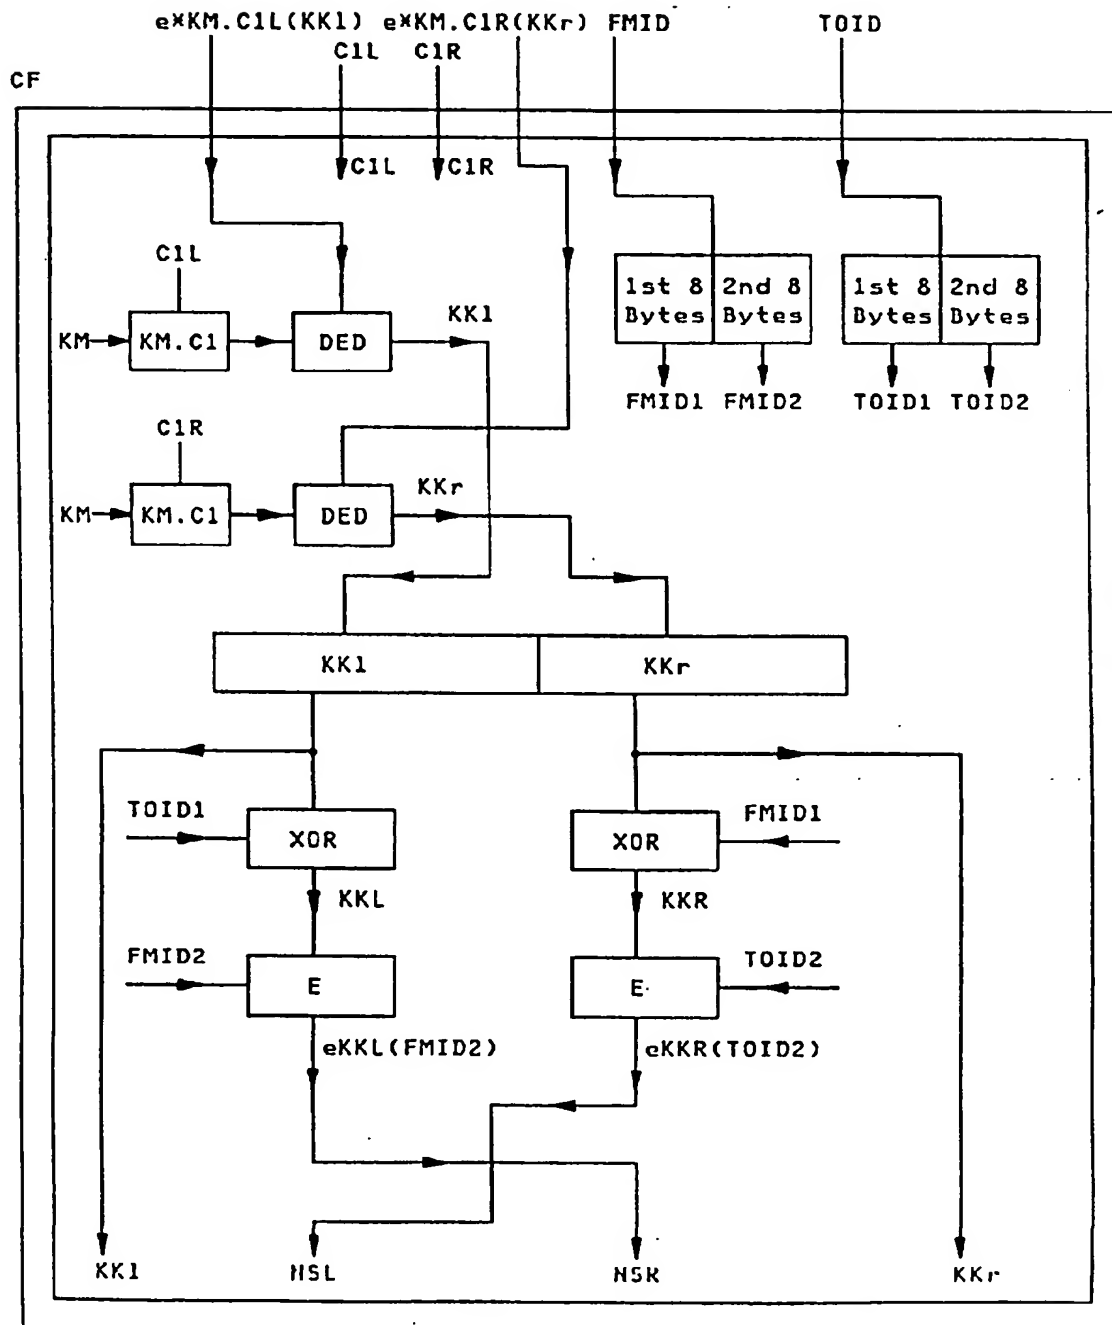 e*KM.C1L(KKl) e*KM.C1R(KKr) FMID TOID
C1L C1R
CF
C1L C1R
C1L
1st 8 Bytes
2nd 8 Bytes
1st 8 Bytes
2nd 8 Bytes
KKl
KM KM.C1 DED
FMID1 FMID2 TOID1 TOID2
C1R
KKr
KM KM.C1 DED
KKl KKr
TOID1 FMID1
XOR XOR
KKL KKR
FMID2 TOID2
E E
eKKL(FMID2) eKKR(TOID2)
KKl NSL NSR KKr